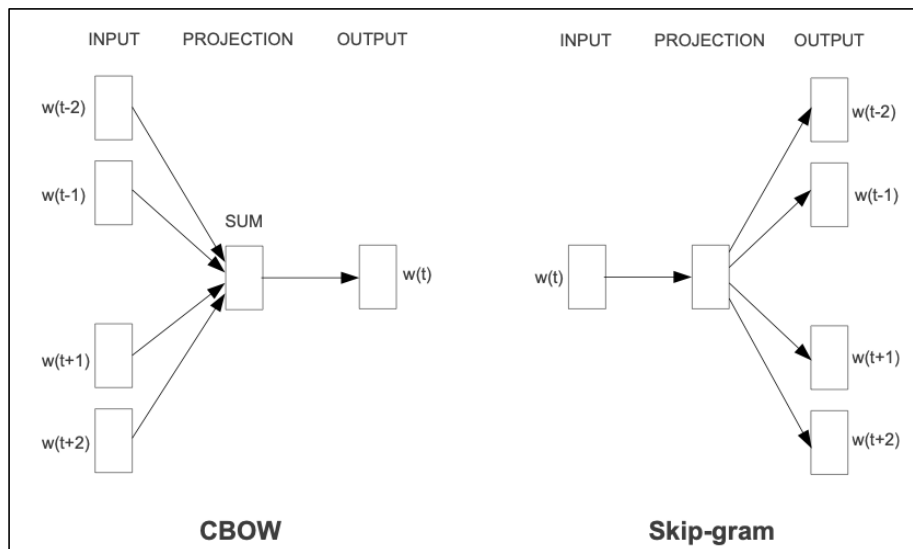 INPUT PROJECTION OUTPUT
w(t-2)
w(t-1)
SUM
w(t)
w(t+1)
w(t+2)
CBOW
INPUT PROJECTION OUTPUT
w(t-2)
w(t-1)
w(t)
w(t+1)
w(t+2)
Skip-gram